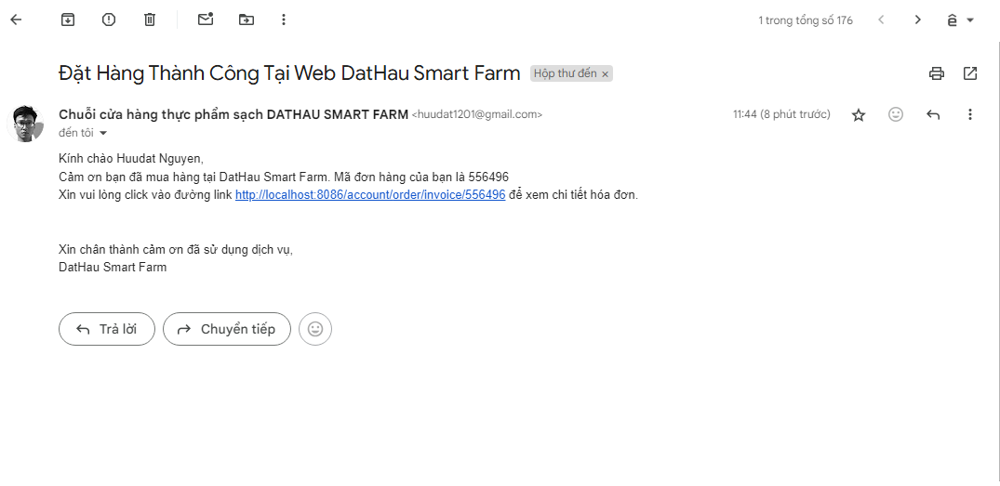 1 trong tổng số 176
Đặt Hàng Thành Công Tại Web DatHau Smart Farm Hộp thư đến ×
Chuỗi cửa hàng thực phẩm sạch DATHAU SMART FARM <huudat1201@gmail.com> 11:44 (8 phút trước)
đến tôi
Kính chào Huudat Nguyen,
Cảm ơn bạn đã mua hàng tại DatHau Smart Farm. Mã đơn hàng của bạn là 556496
Xin vui lòng click vào đường link http://localhost:8086/account/order/invoice/556496 để xem chi tiết hóa đơn.
Xin chân thành cảm ơn đã sử dụng dịch vụ,
DatHau Smart Farm
Trả lời Chuyển tiếp